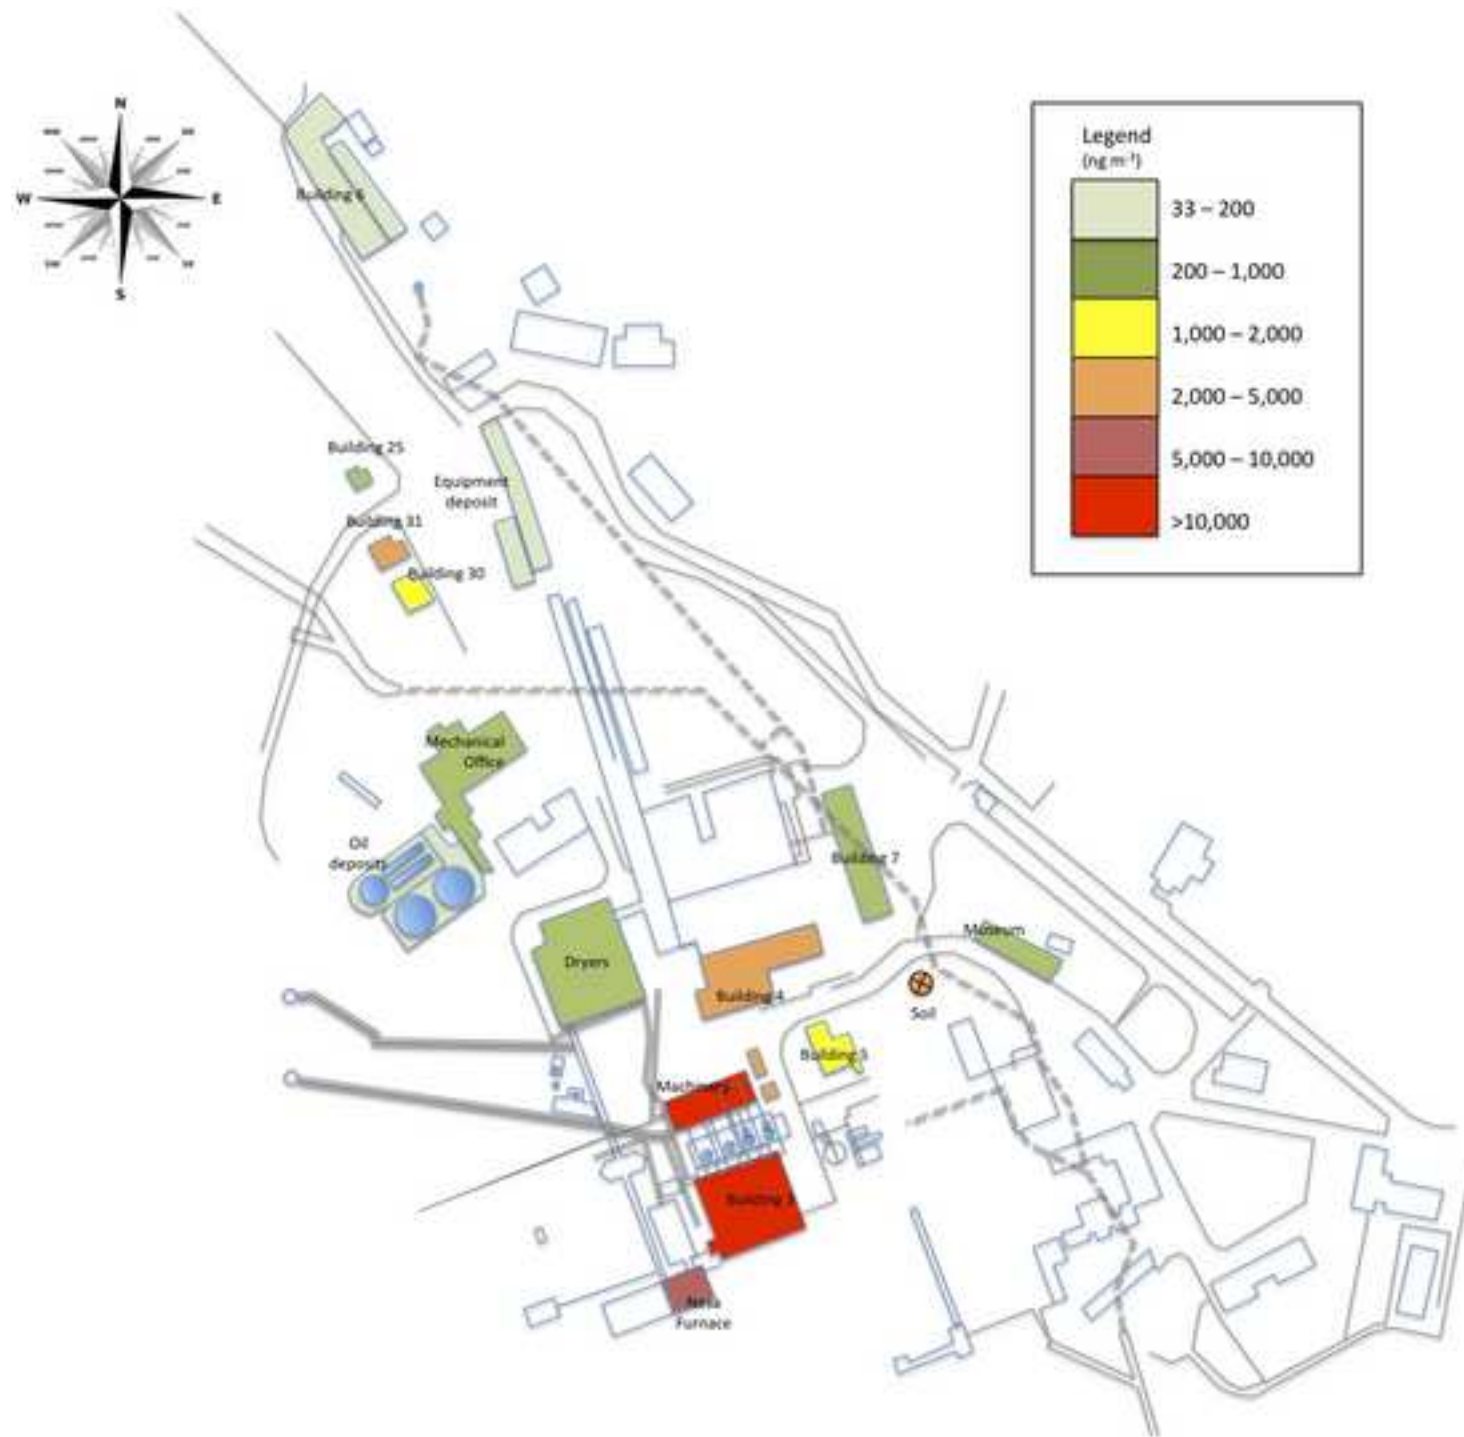 N
W
E
S
Legend
(ng m⁻³)
33 – 200
200 – 1,000
1,000 – 2,000
2,000 – 5,000
5,000 – 10,000
>10,000
Building 6
Building 25
Equipment
deposit
Building 31
Building 30
Mechanical
Office
Oil
deposits
Building 7
Museum
Dryers
Building 4
Soil
Building 5
Machinery
Building 3
Furnace